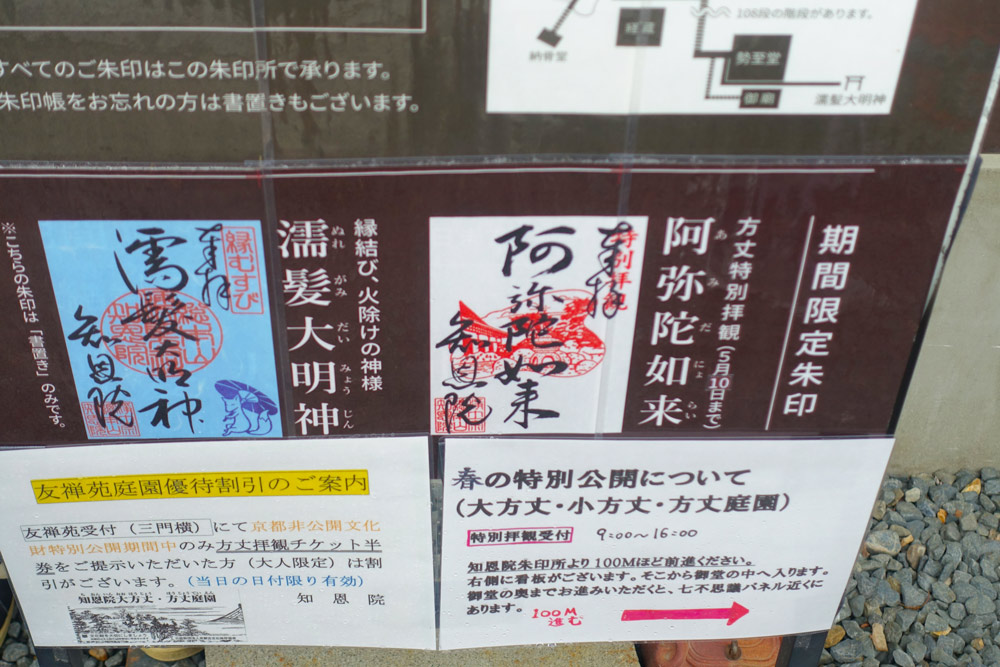 すべてのご朱印はこの朱印所で承ります。
朱印帳をお忘れの方は書置きもございます。
108段の階段があります。
納骨堂
経蔵
勢至堂
御廟
濡髪大明神
期間限定朱印
方丈特別拝観(5月10日まで)
阿弥陀如来
あみだにょらい
特別拝観
奉拝
阿弥陀如来
知恩院
縁結び、火除けの神様
濡髪大明神
ぬれがみだいみょうじん
縁むすび
奉拝
濡髪大明神
知恩院
※こちらの朱印は「書置き」のみです。
友禅苑庭園優待割引のご案内
友禅苑受付(三門横)にて京都非公開文化
財特別公開期間中のみ方丈拝観チケット半
券をご提示いただいた方(大人限定)は割
引がございます。(当日の日付限り有効)
知恩院大方丈・方丈庭園
知恩院
春の特別公開について
(大方丈・小方丈・方丈庭園)
特別拝観受付 9:00~16:00
知恩院朱印所より100Mほど前進ください。
右側に看板がございます。そこから御堂の中へ入ります。
御堂の奥までお進みいただくと、七不思議パネル近くに
あります。
100M
進む